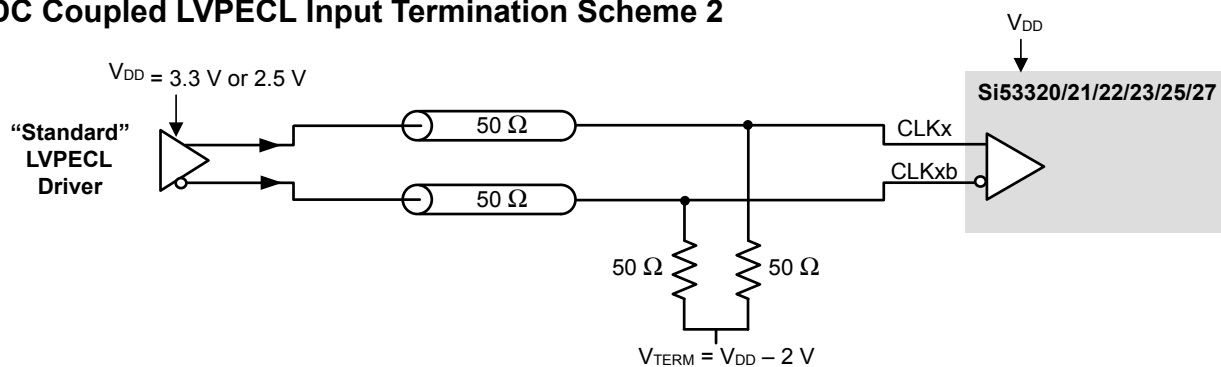 DC Coupled LVPECL Input Termination Scheme 2
VDD
VDD = 3.3 V or 2.5 V
Si53320/21/22/23/25/27
“Standard”
LVPECL
Driver
50 Ω
CLKx
50 Ω
CLKxb
50 Ω
50 Ω
VTERM = VDD – 2 V